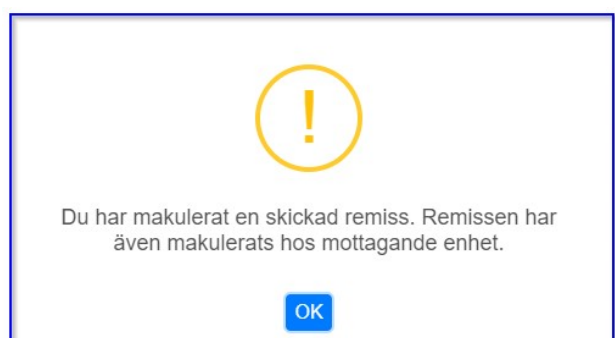 !
Du har makulerat en skickad remiss. Remissen har
även makulerats hos mottagande enhet.
OK